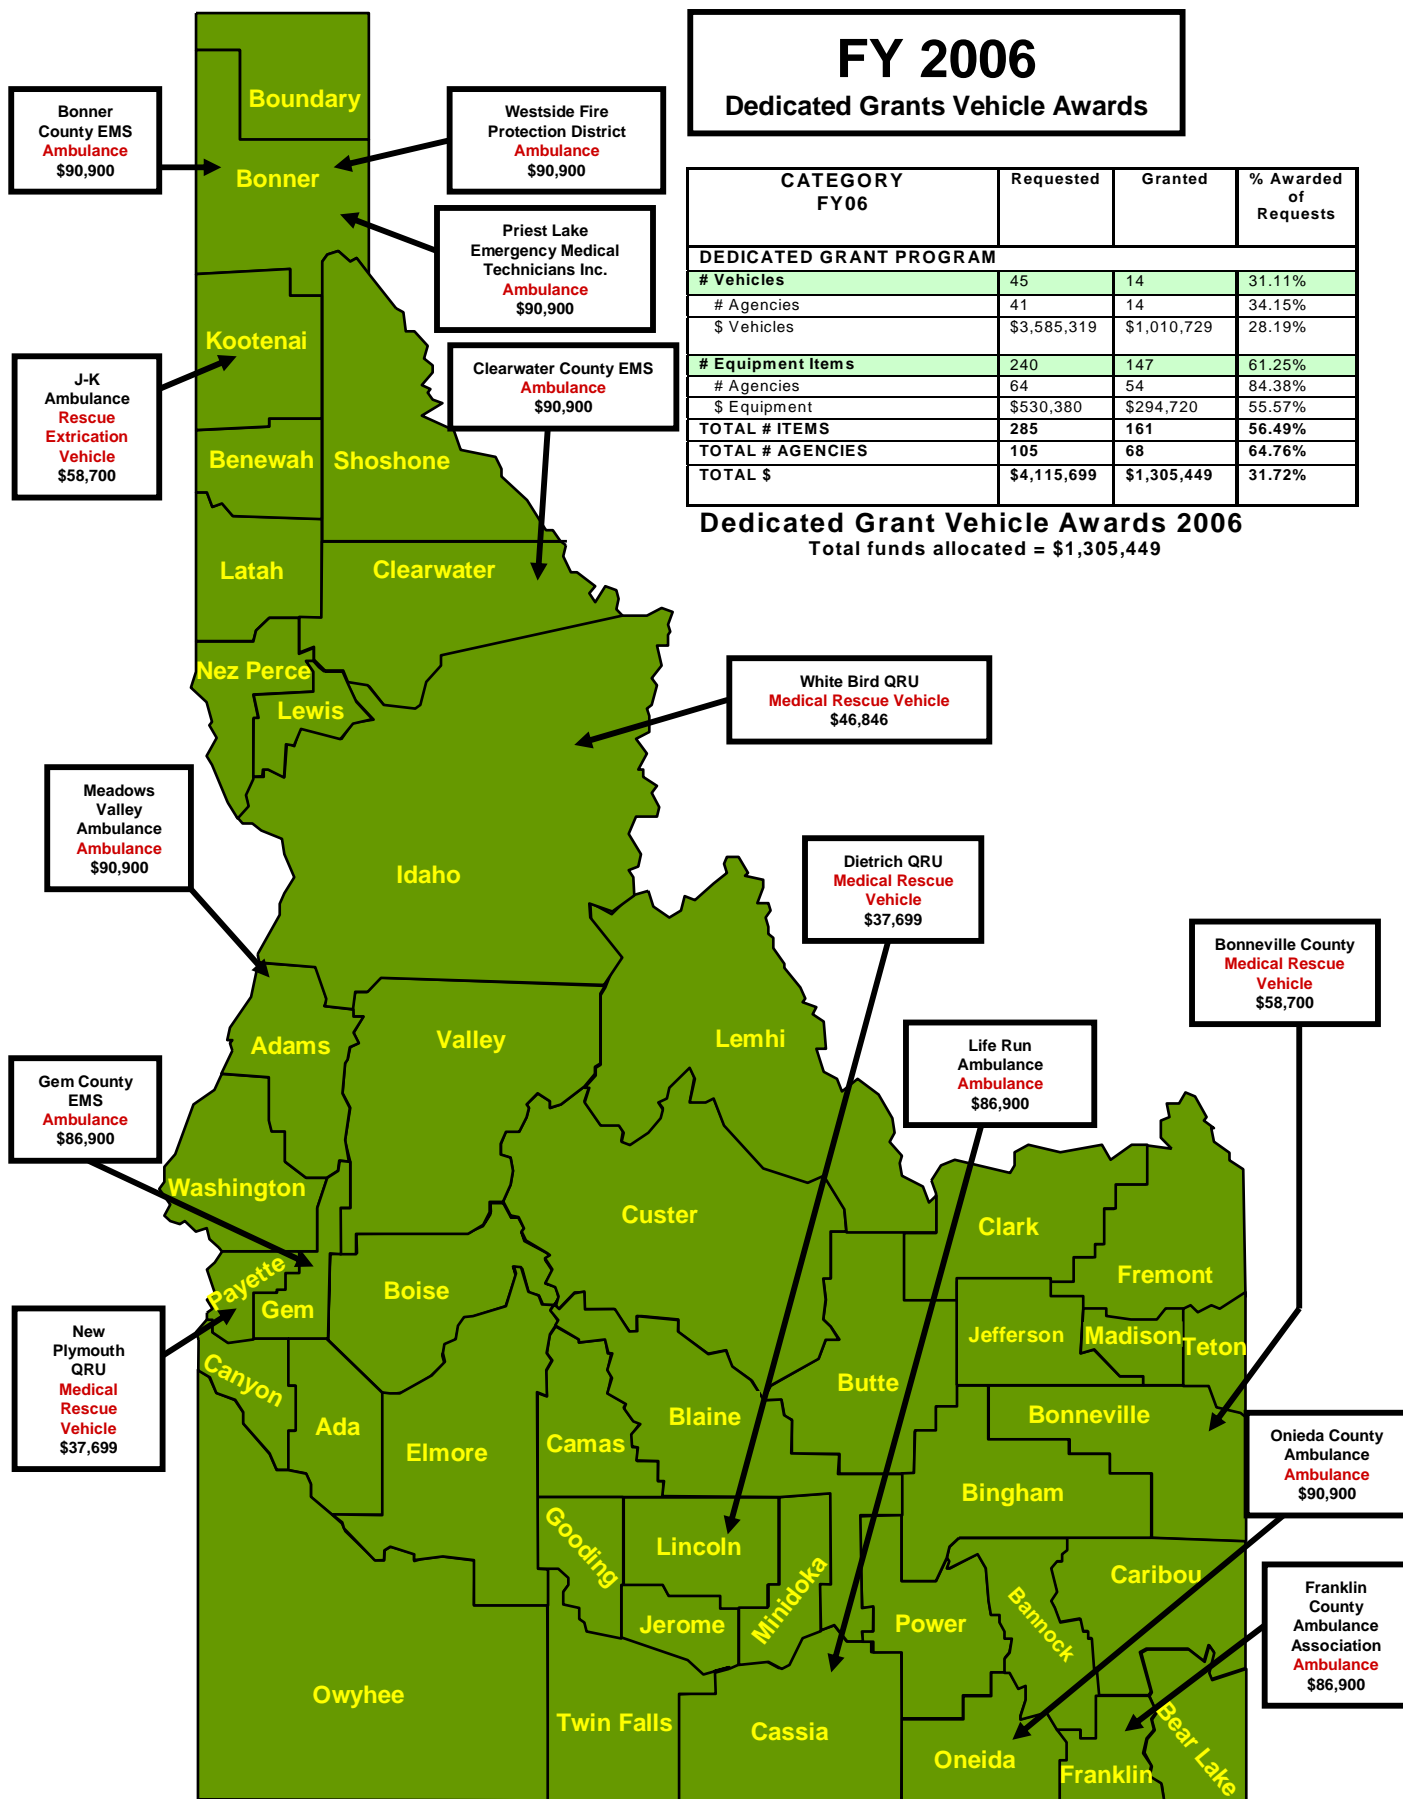 FY 2006
Dedicated Grants Vehicle Awards
CATEGORY FY06 Requested Granted % Awarded of Requests
DEDICATED GRANT PROGRAM
# Vehicles 45 14 31.11%
# Agencies 41 14 34.15%
$ Vehicles $3,585,319 $1,010,729 28.19%
# Equipment Items 240 147 61.25%
# Agencies 64 54 84.38%
$ Equipment $530,380 $294,720 55.57%
TOTAL # ITEMS 285 161 56.49%
TOTAL # AGENCIES 105 68 64.76%
TOTAL $ $4,115,699 $1,305,449 31.72%
Dedicated Grant Vehicle Awards 2006
Total funds allocated = $1,305,449
Bonner
County EMS
Ambulance
$90,900
Westside Fire
Protection District
Ambulance
$90,900
Priest Lake
Emergency Medical
Technicians Inc.
Ambulance
$90,900
J-K
Ambulance
Rescue
Extrication
Vehicle
$58,700
Clearwater County EMS
Ambulance
$90,900
White Bird QRU
Medical Rescue Vehicle
$46,846
Meadows
Valley
Ambulance
Ambulance
$90,900
Dietrich QRU
Medical Rescue
Vehicle
$37,699
Bonneville County
Medical Rescue
Vehicle
$58,700
Life Run
Ambulance
Ambulance
$86,900
Gem County
EMS
Ambulance
$86,900
New
Plymouth
QRU
Medical
Rescue
Vehicle
$37,699
Onieda County
Ambulance
Ambulance
$90,900
Franklin
County
Ambulance
Association
Ambulance
$86,900
Boundary
Bonner
Kootenai
Benewah
Shoshone
Latah
Clearwater
Nez Perce
Lewis
Idaho
Adams
Valley
Lemhi
Washington
Custer
Clark
Fremont
Payette
Gem
Boise
Jefferson
Madison
Teton
Canyon
Ada
Elmore
Camas
Blaine
Butte
Bonneville
Bingham
Gooding
Lincoln
Minidoka
Jerome
Power
Bannock
Caribou
Owyhee
Twin Falls
Cassia
Oneida
Franklin
Bear Lake